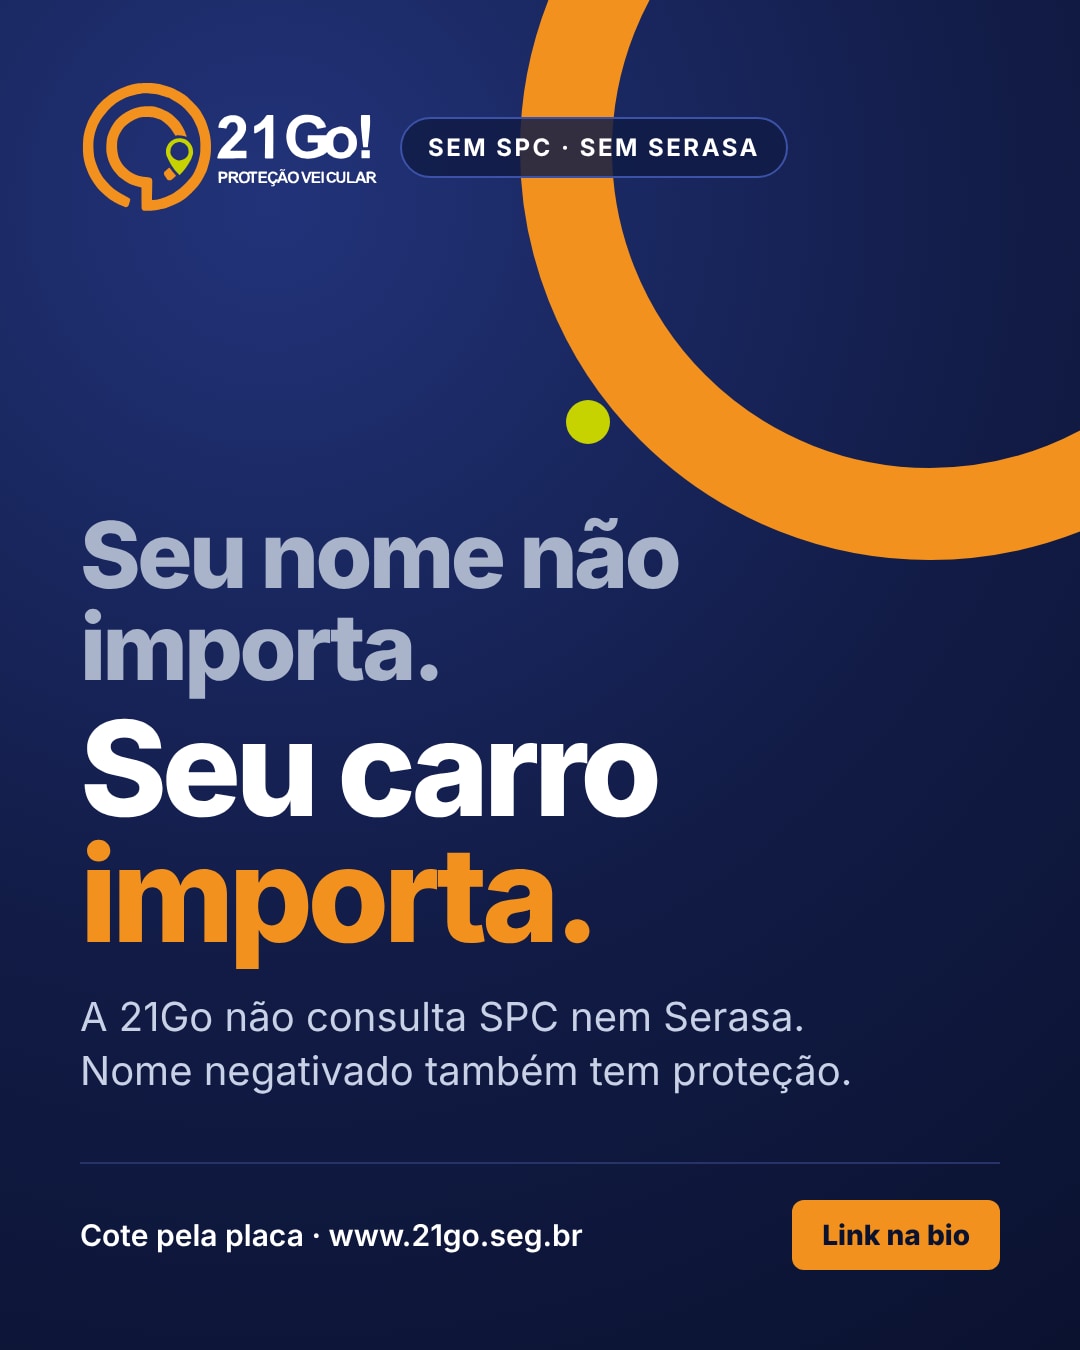 21Go!
PROTEÇÃO VEICULAR
SEM SPC · SEM SERASA
Seu nome não
importa.
Seu carro
importa.
A 21Go não consulta SPC nem Serasa.
Nome negativado também tem proteção.
Cote pela placa · www.21go.seg.br
Link na bio